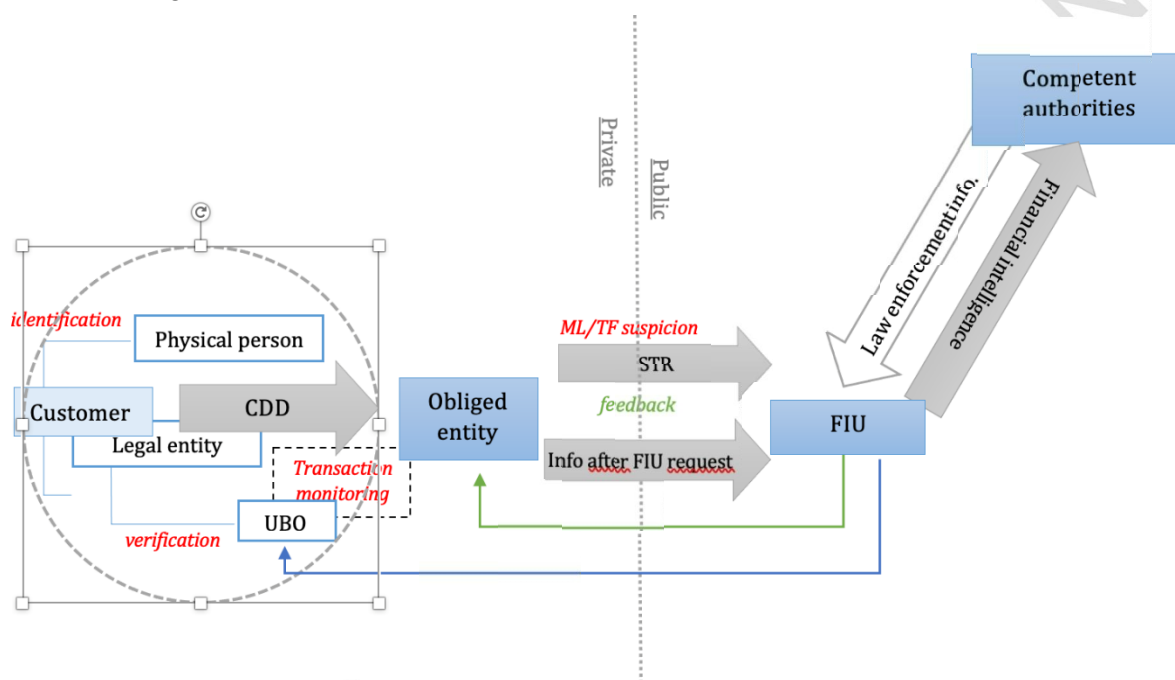 Competent
authorities
Private
Public
Law enforcement info.
Financial intelligence
identification
Physical person
ML/TF suspicion
STR
Customer
CDD
Obliged
entity
feedback
FIU
Legal entity
Info after FIU request
Transaction
monitoring
UBO
verification